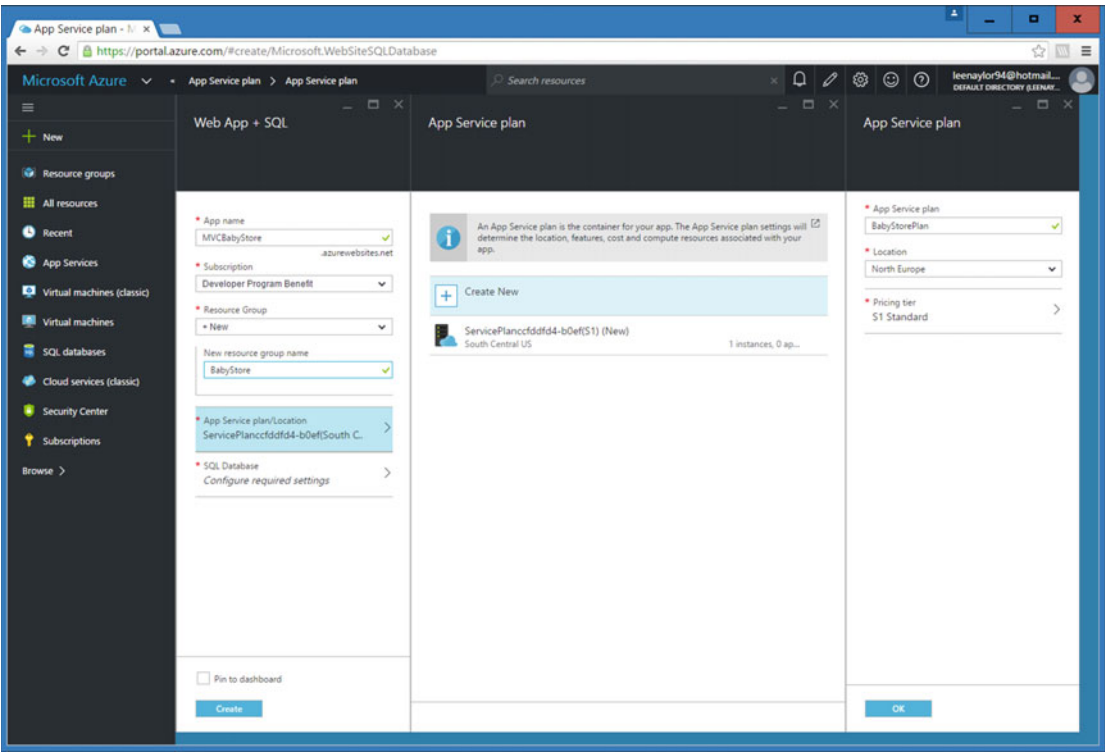 App Service plan - M
https://portal.azure.com/#create/Microsoft.WebSiteSQLDatabase
Microsoft Azure
App Service plan > App Service plan
Search resources
leenaylor94@hotmail....
DEFAULT DIRECTORY (LEENAY...
New
Resource groups
All resources
Recent
App Services
Virtual machines (classic)
Virtual machines
SQL databases
Cloud services (classic)
Security Center
Subscriptions
Browse >
Web App + SQL
* App name
MVCBabyStore
.azurewebsites.net
* Subscription
Developer Program Benefit
* Resource Group
+ New
New resource group name
BabyStore
* App Service plan/Location
ServicePlanccfddfd4-b0ef(South C...
* SQL Database
Configure required settings
Pin to dashboard
Create
App Service plan
An App Service plan is the container for your app. The App Service plan settings will
determine the location, features, cost and compute resources associated with your
app.
Create New
ServicePlanccfddfd4-b0ef(S1) (New)
South Central US
1 instances, 0 ap...
App Service plan
* App Service plan
BabyStorePlan
* Location
North Europe
* Pricing tier
S1 Standard
OK